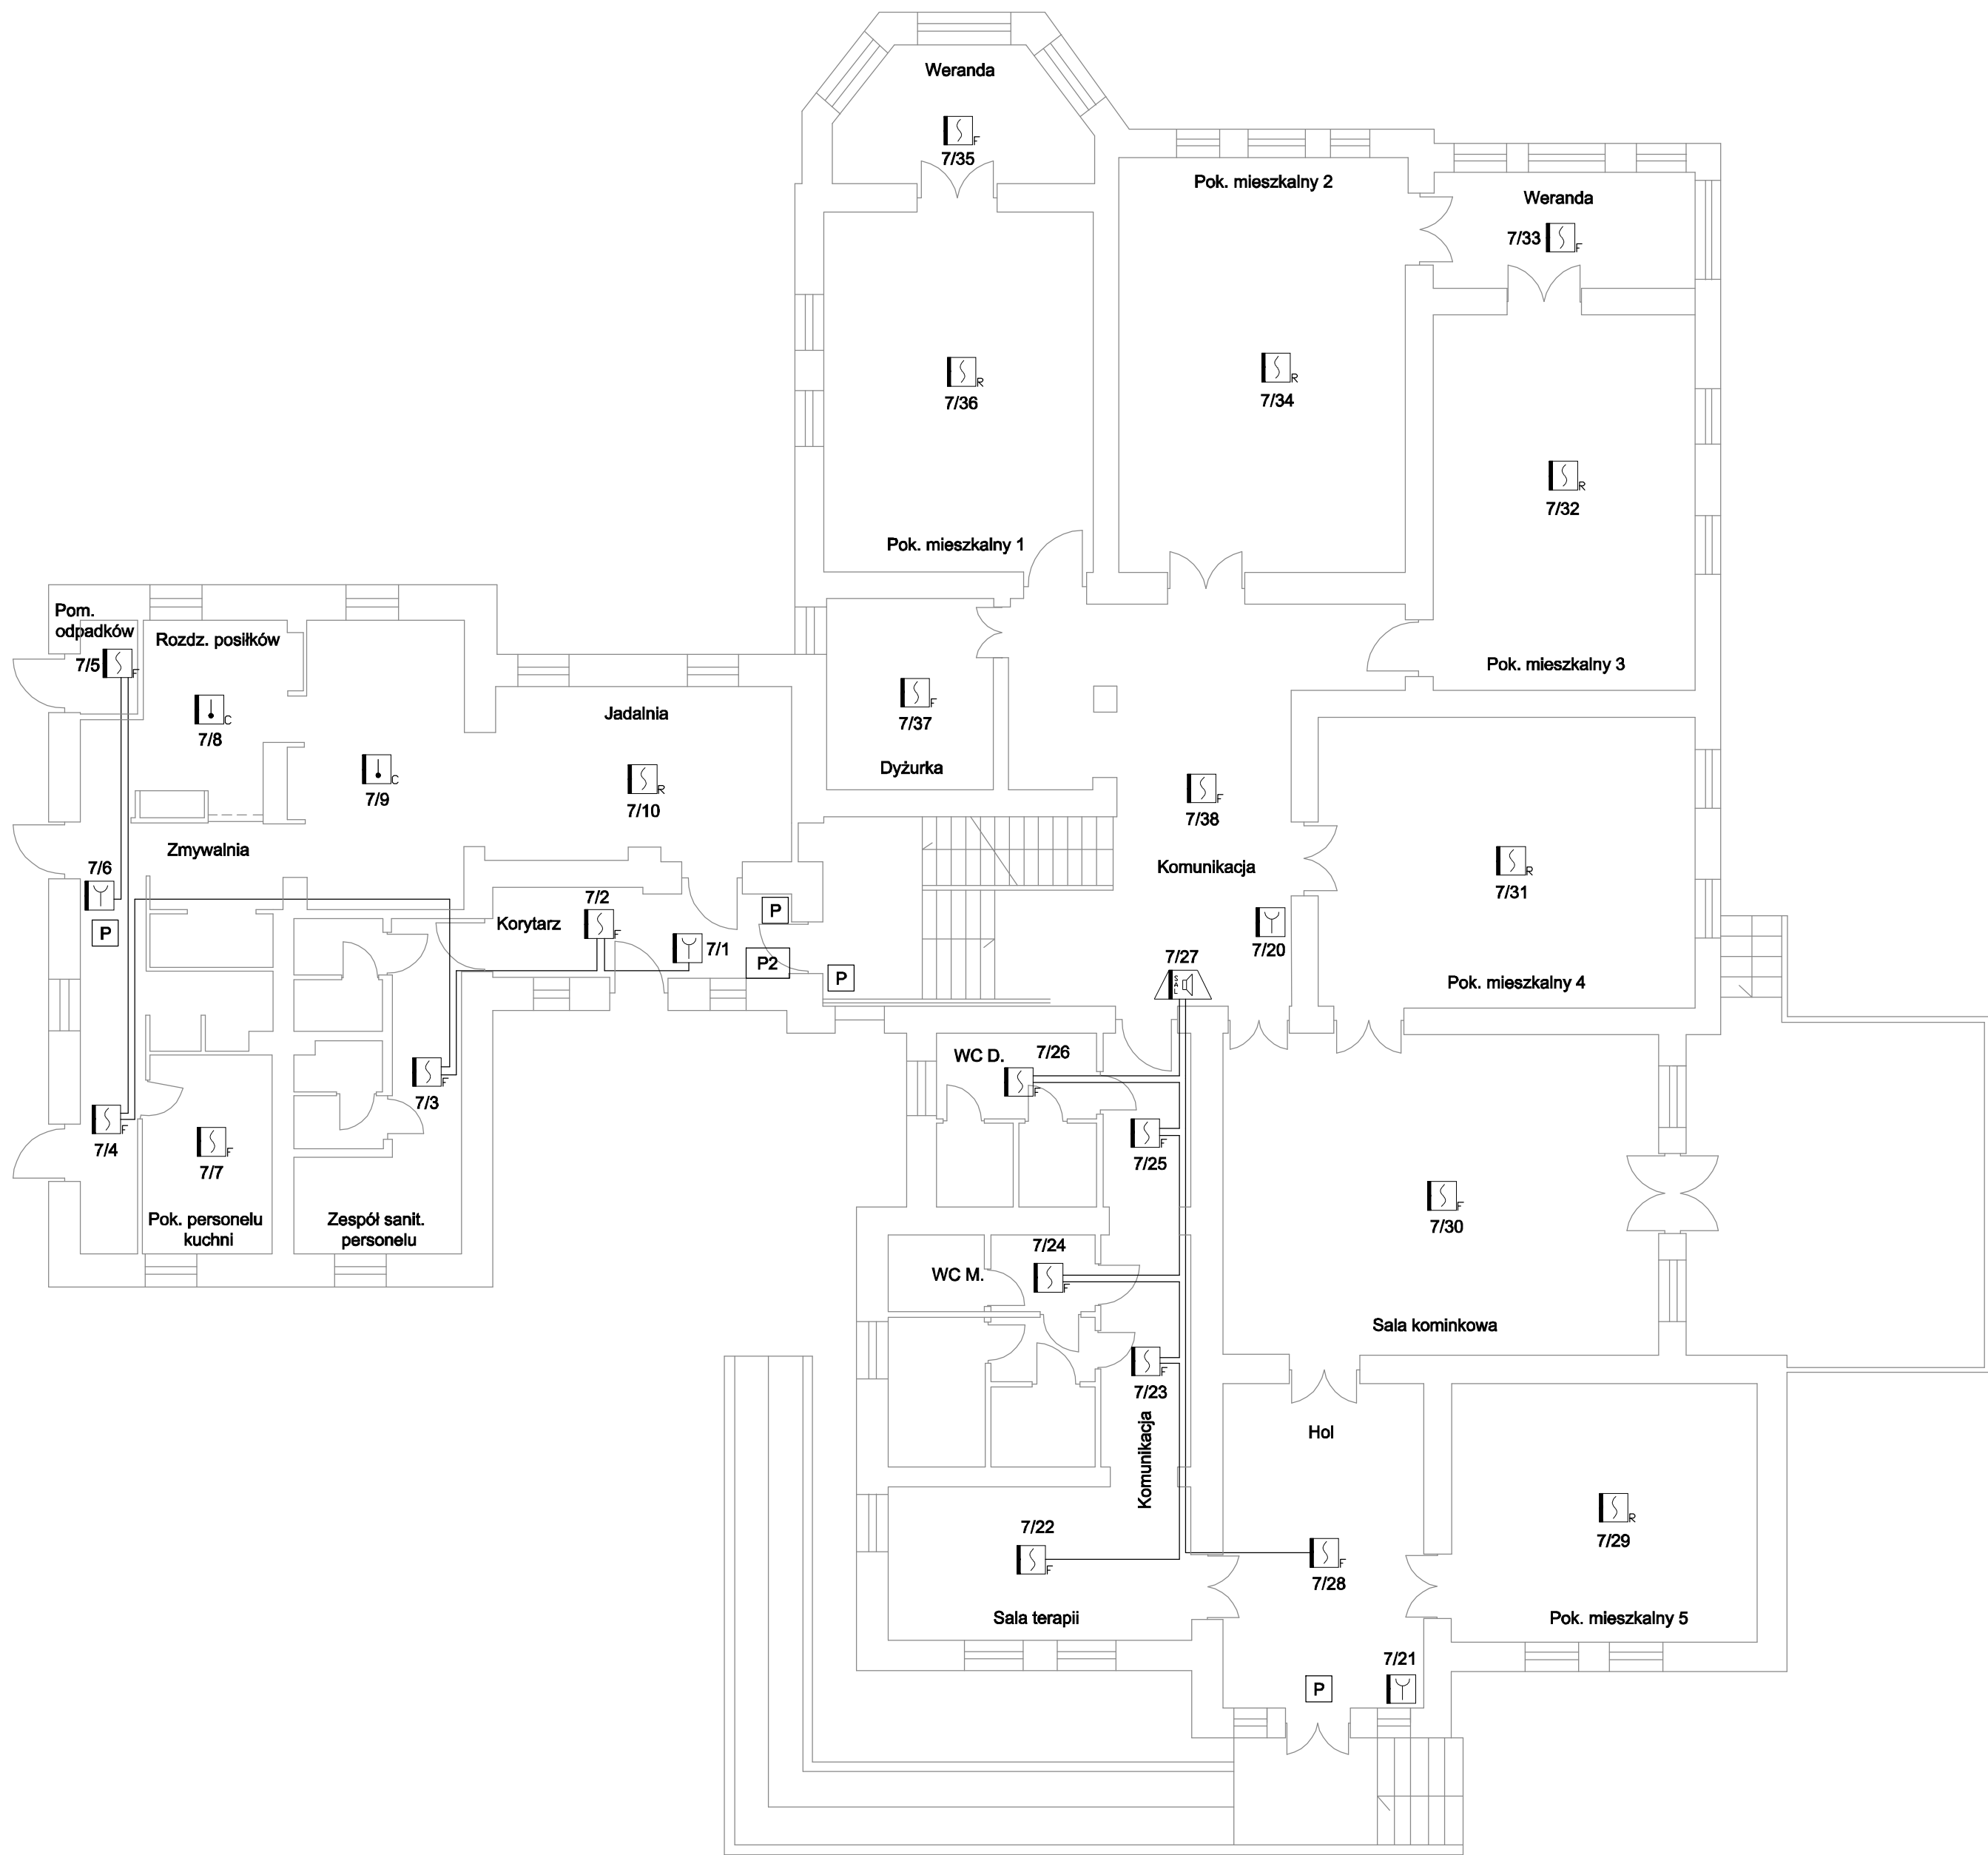 Weranda
F
7/35
Pok. mieszkalny 2
Weranda
7/33
F
R
7/36
R
7/34
R
7/32
Pok. mieszkalny 1
Pom.
odpadków
Rozdz. posiłków
7/5
F
C
7/8
Jadalnia
F
7/37
Dyżurka
Pok. mieszkalny 3
C
7/9
R
7/10
F
7/38
Zmywalnia
Komunikacja
R
7/31
7/6
P
7/2
F
Korytarz
7/1
P
P2
P
7/20
7/27
SAL
Pok. mieszkalny 4
WC D.
7/26
F
F
7/3
F
7/4
F
7/7
F
7/25
Pok. personelu
kuchni
Zespół sanit.
personelu
F
7/30
7/24
WC M.
F
Sala kominkowa
F
7/23
Komunikacja
Hol
7/22
F
F
7/28
R
7/29
Sala terapii
Pok. mieszkalny 5
7/21
P